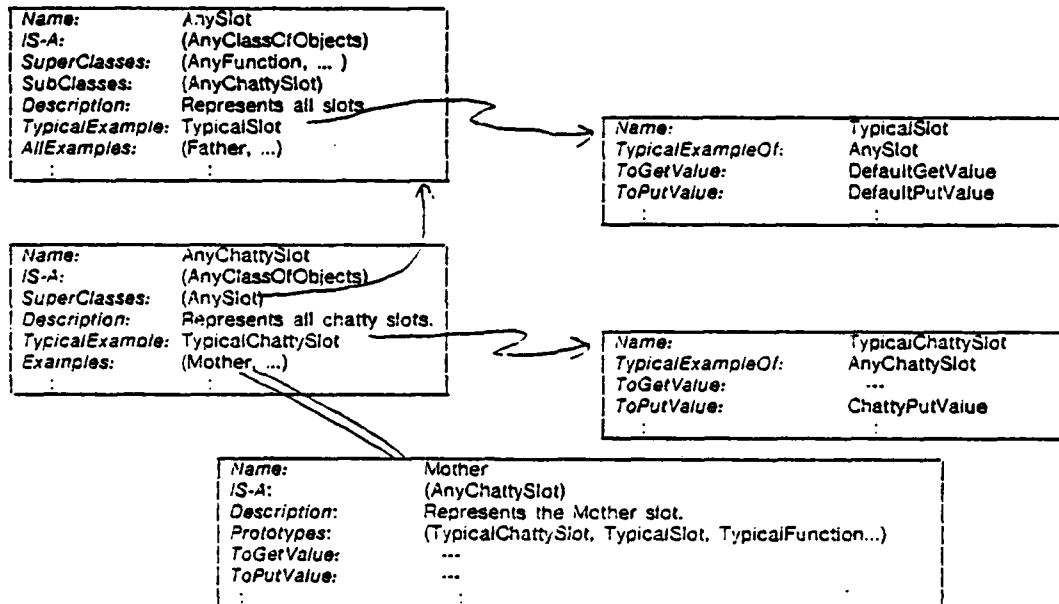 Name: AnySlot
IS-A: (AnyClassOfObjects)
SuperClasses: (AnyFunction, ... )
SubClasses: (AnyChattySlot)
Description: Represents all slots.
TypicalExample: TypicalSlot
AllExamples: (Father, ...)
: :
Name: TypicalSlot
TypicalExampleOf: AnySlot
ToGetValue: DefaultGetValue
ToPutValue: DefaultPutValue
: :
Name: AnyChattySlot
IS-A: (AnyClassOfObjects)
SuperClasses: (AnySlot)
Description: Represents all chatty slots.
TypicalExample: TypicalChattySlot
Examples: (Mother, ...)
: :
Name: TypicalChattySlot
TypicalExampleOf: AnyChattySlot
ToGetValue: ---
ToPutValue: ChattyPutValue
: :
Name: Mother
IS-A: (AnyChattySlot)
Description: Represents the Mother slot.
Prototypes: (TypicalChattySlot, TypicalSlot, TypicalFunction...)
ToGetValue: ---
ToPutValue: ---
: :